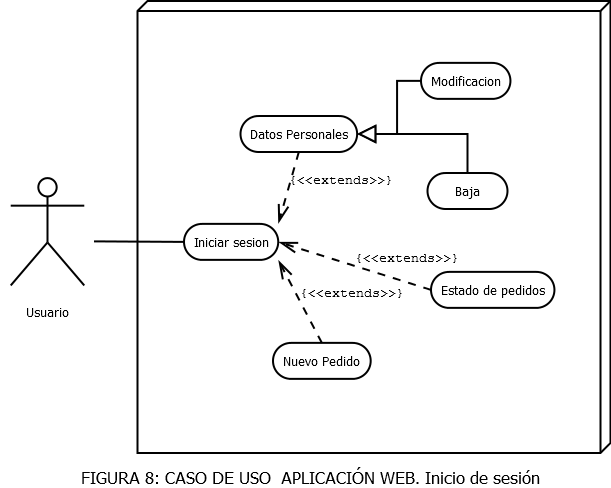 Modificacion
Datos Personales
{<<extends>>}
Baja
Iniciar sesion
{<<extends>>}
Estado de pedidos
{<<extends>>}
Usuario
Nuevo Pedido
FIGURA 8: CASO DE USO  APLICACIÓN WEB. Inicio de sesión